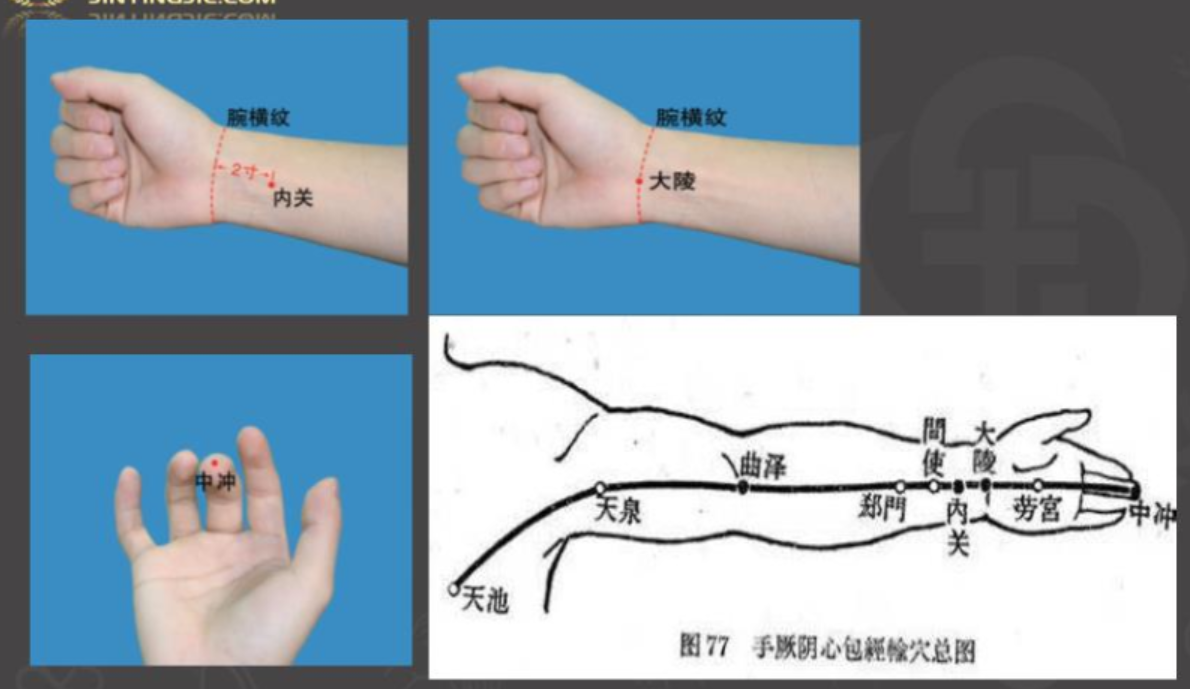 JINTINGJIE.COM
腕横纹
2寸
内关
腕横纹
大陵
中冲
間使
大陵
曲泽
天泉
郄門
内关
劳宫
中冲
天池
图77 手厥阴心包經輸穴总图